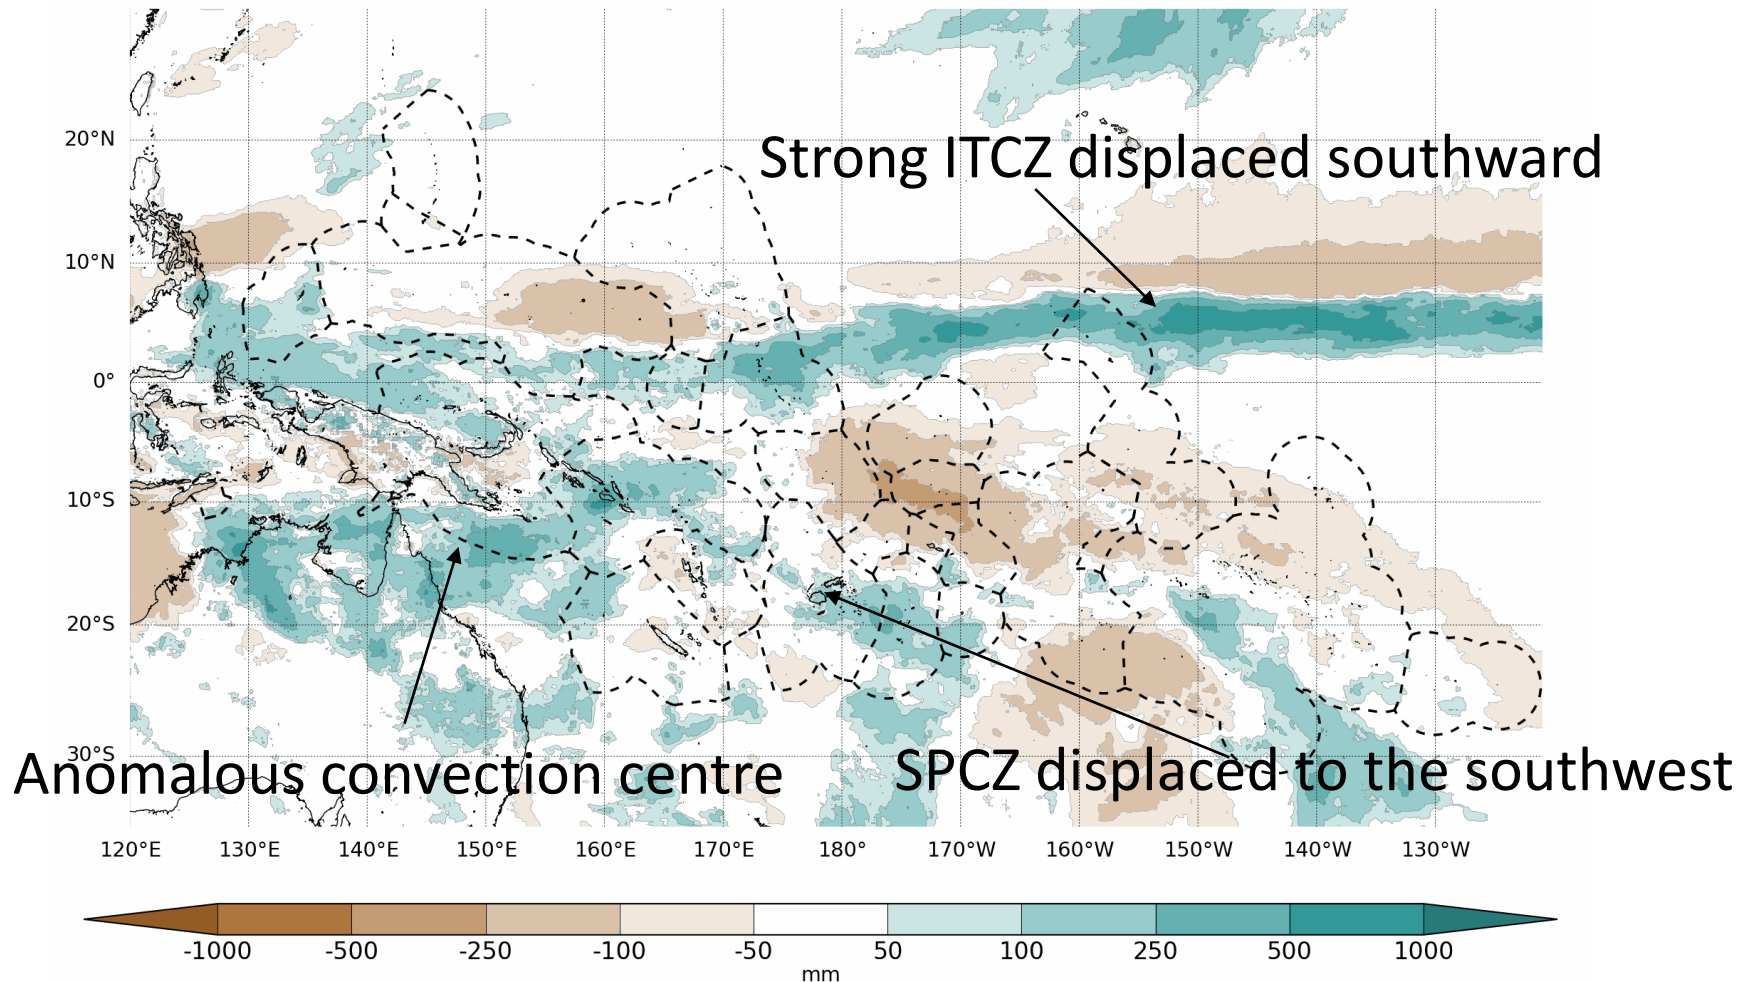 20°N
Strong ITCZ displaced southward
10°N
0°
10°S
20°S
30°S
Anomalous convection centre
SPCZ displaced to the southwest
120°E 130°E 140°E 150°E 160°E 170°E 180° 170°W 160°W 150°W 140°W 130°W
-1000 -500 -250 -100 -50 50 100 250 500 1000
mm